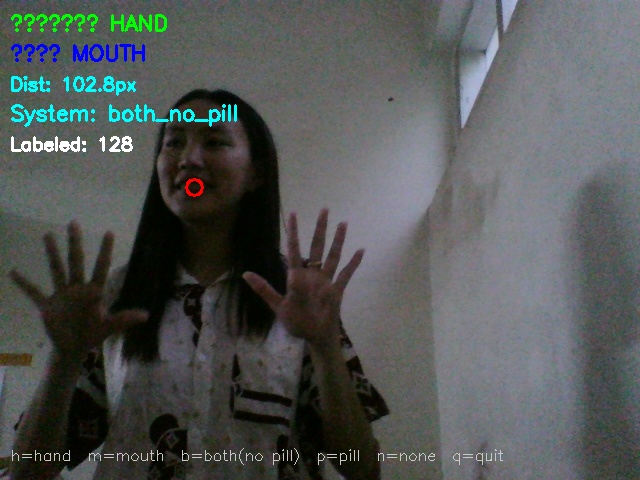 ??????? HAND
???? MOUTH
Dist: 102.8px
System: both_no_pill
Labeled: 128
h=hand m=mouth b=both(no pill) p=pill n=none q=quit